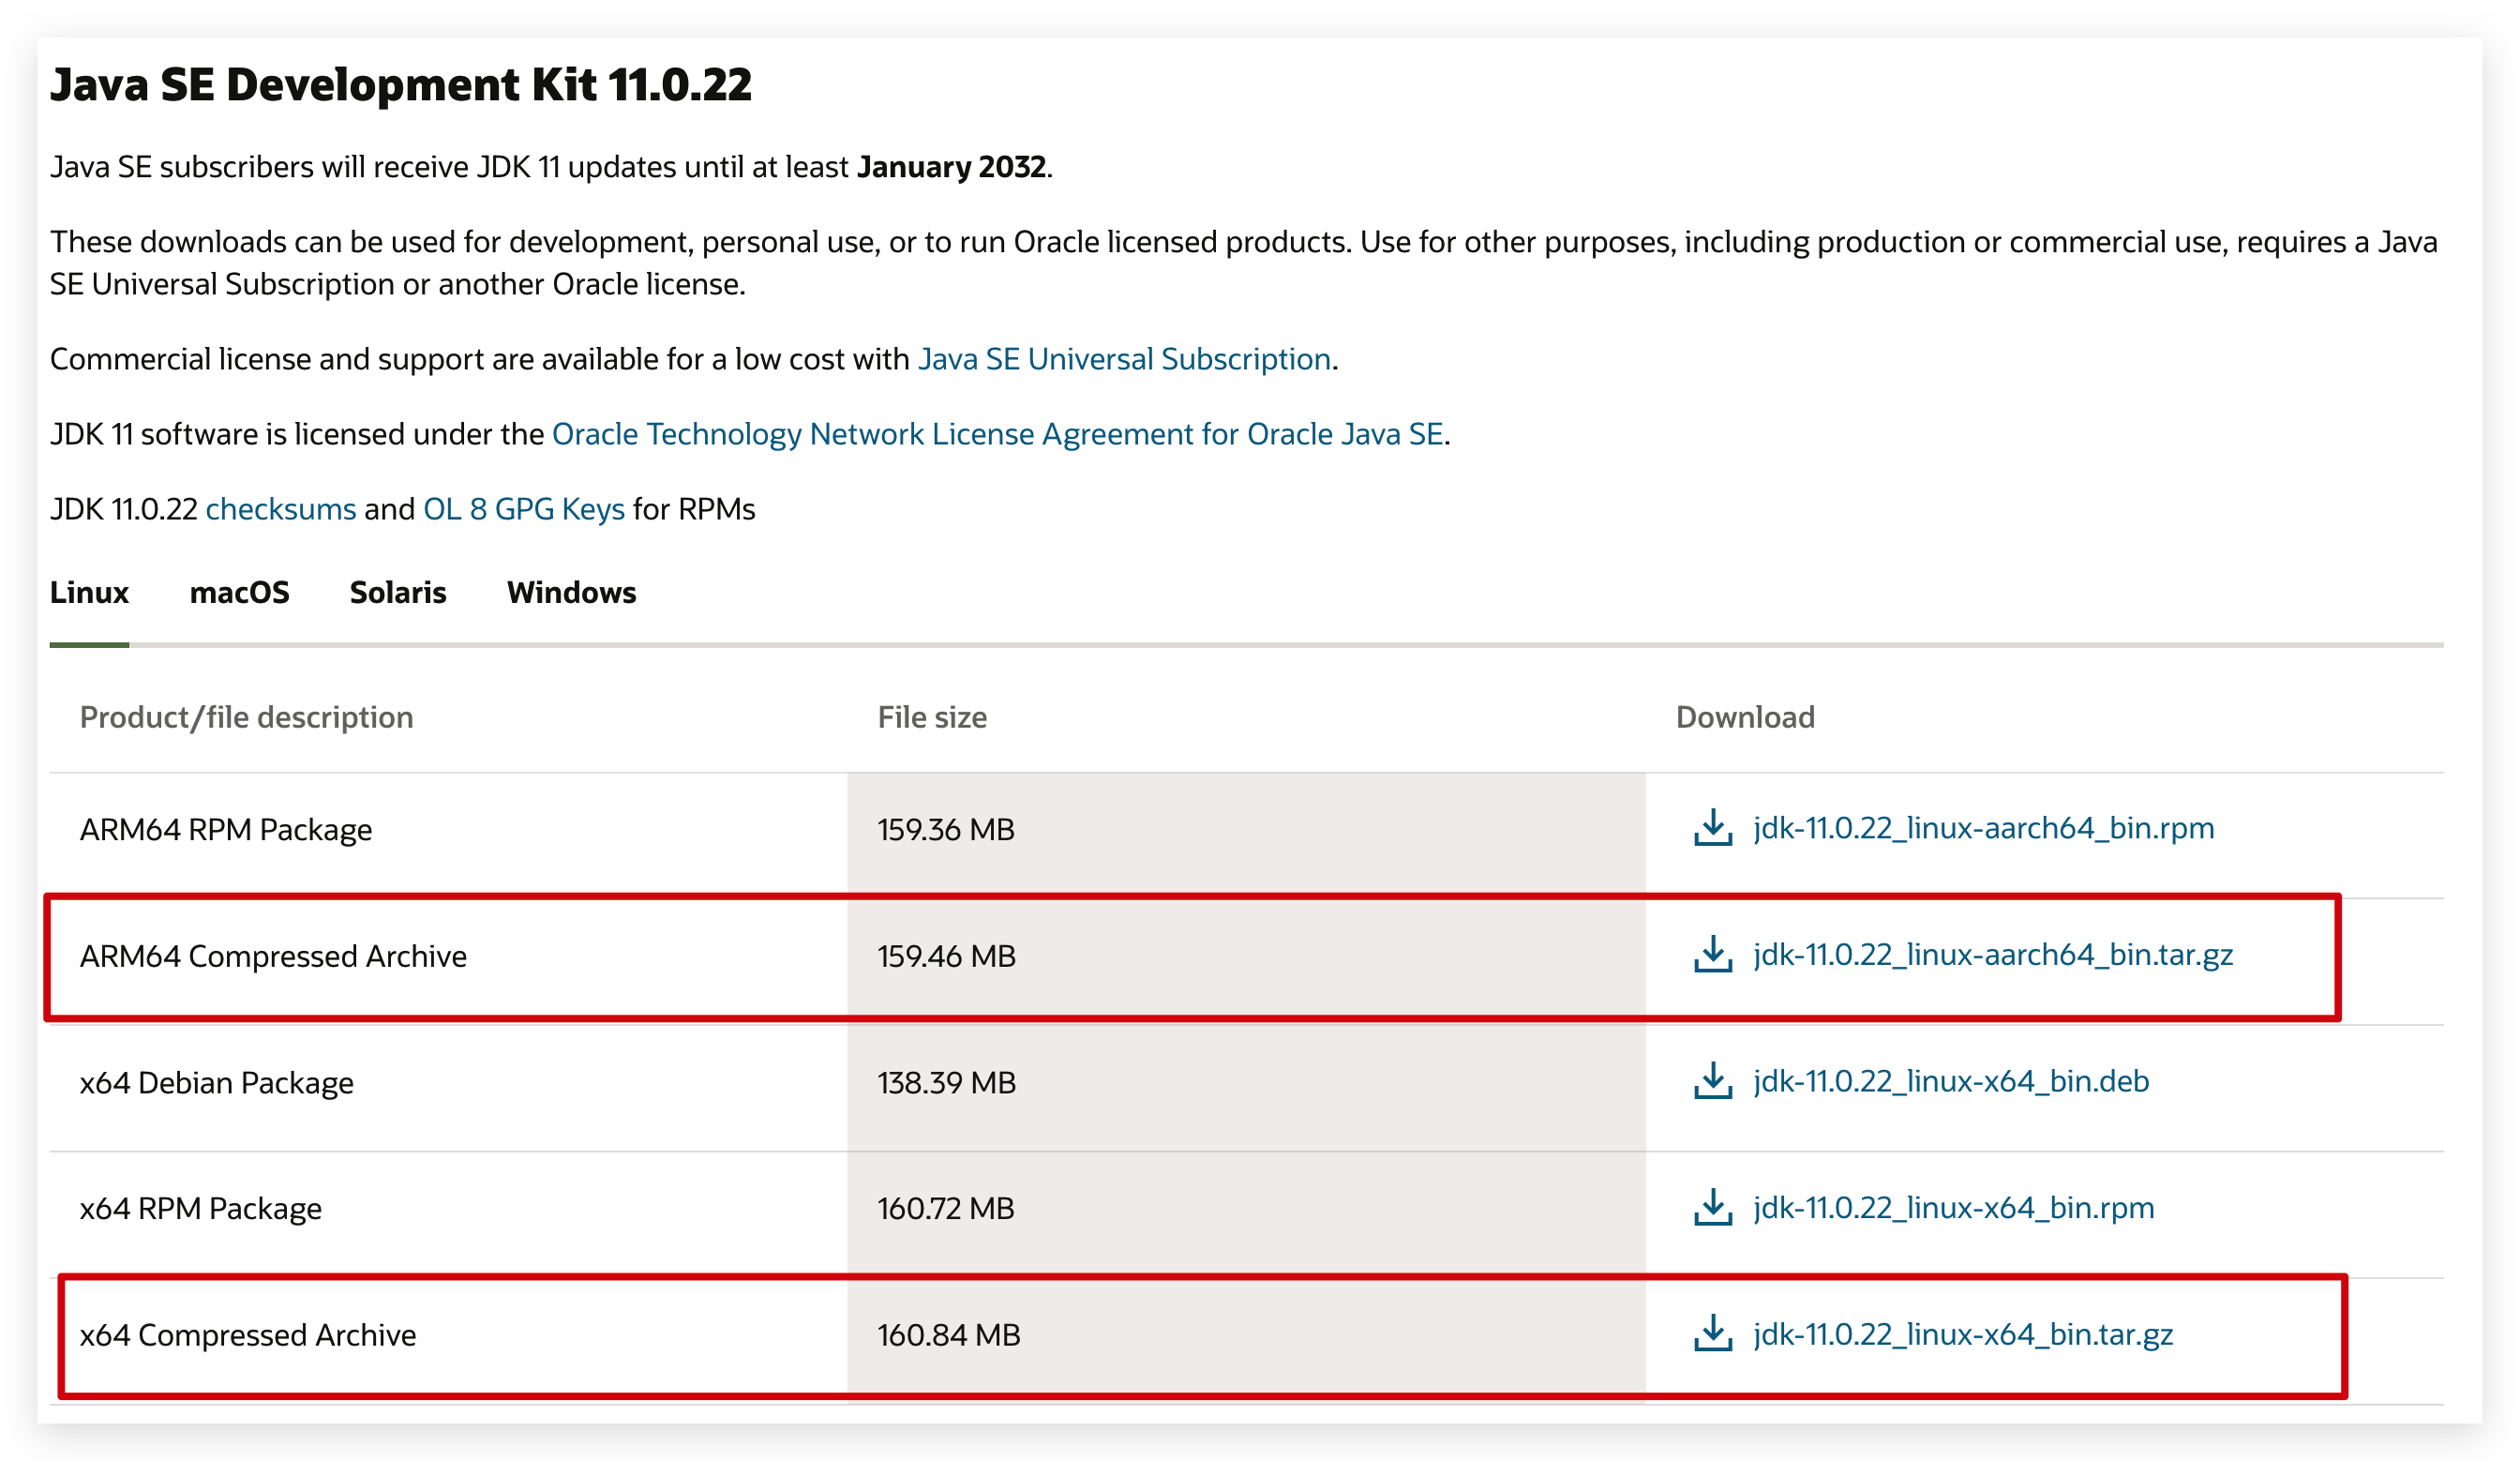 Java SE Development Kit 11.0.22
Java SE subscribers will receive JDK 11 updates until at least January 2032.
These downloads can be used for development, personal use, or to run Oracle licensed products. Use for other purposes, including production or commercial use, requires a Java
SE Universal Subscription or another Oracle license.
Commercial license and support are available for a low cost with Java SE Universal Subscription.
JDK 11 software is licensed under the Oracle Technology Network License Agreement for Oracle Java SE.
JDK 11.0.22 checksums and OL 8 GPG Keys for RPMs
Linux macOS Solaris Windows
Product/file description File size Download
ARM64 RPM Package 159.36 MB jdk-11.0.22_linux-aarch64_bin.rpm
ARM64 Compressed Archive 159.46 MB jdk-11.0.22_linux-aarch64_bin.tar.gz
x64 Debian Package 138.39 MB jdk-11.0.22_linux-x64_bin.deb
x64 RPM Package 160.72 MB jdk-11.0.22_linux-x64_bin.rpm
x64 Compressed Archive 160.84 MB jdk-11.0.22_linux-x64_bin.tar.gz